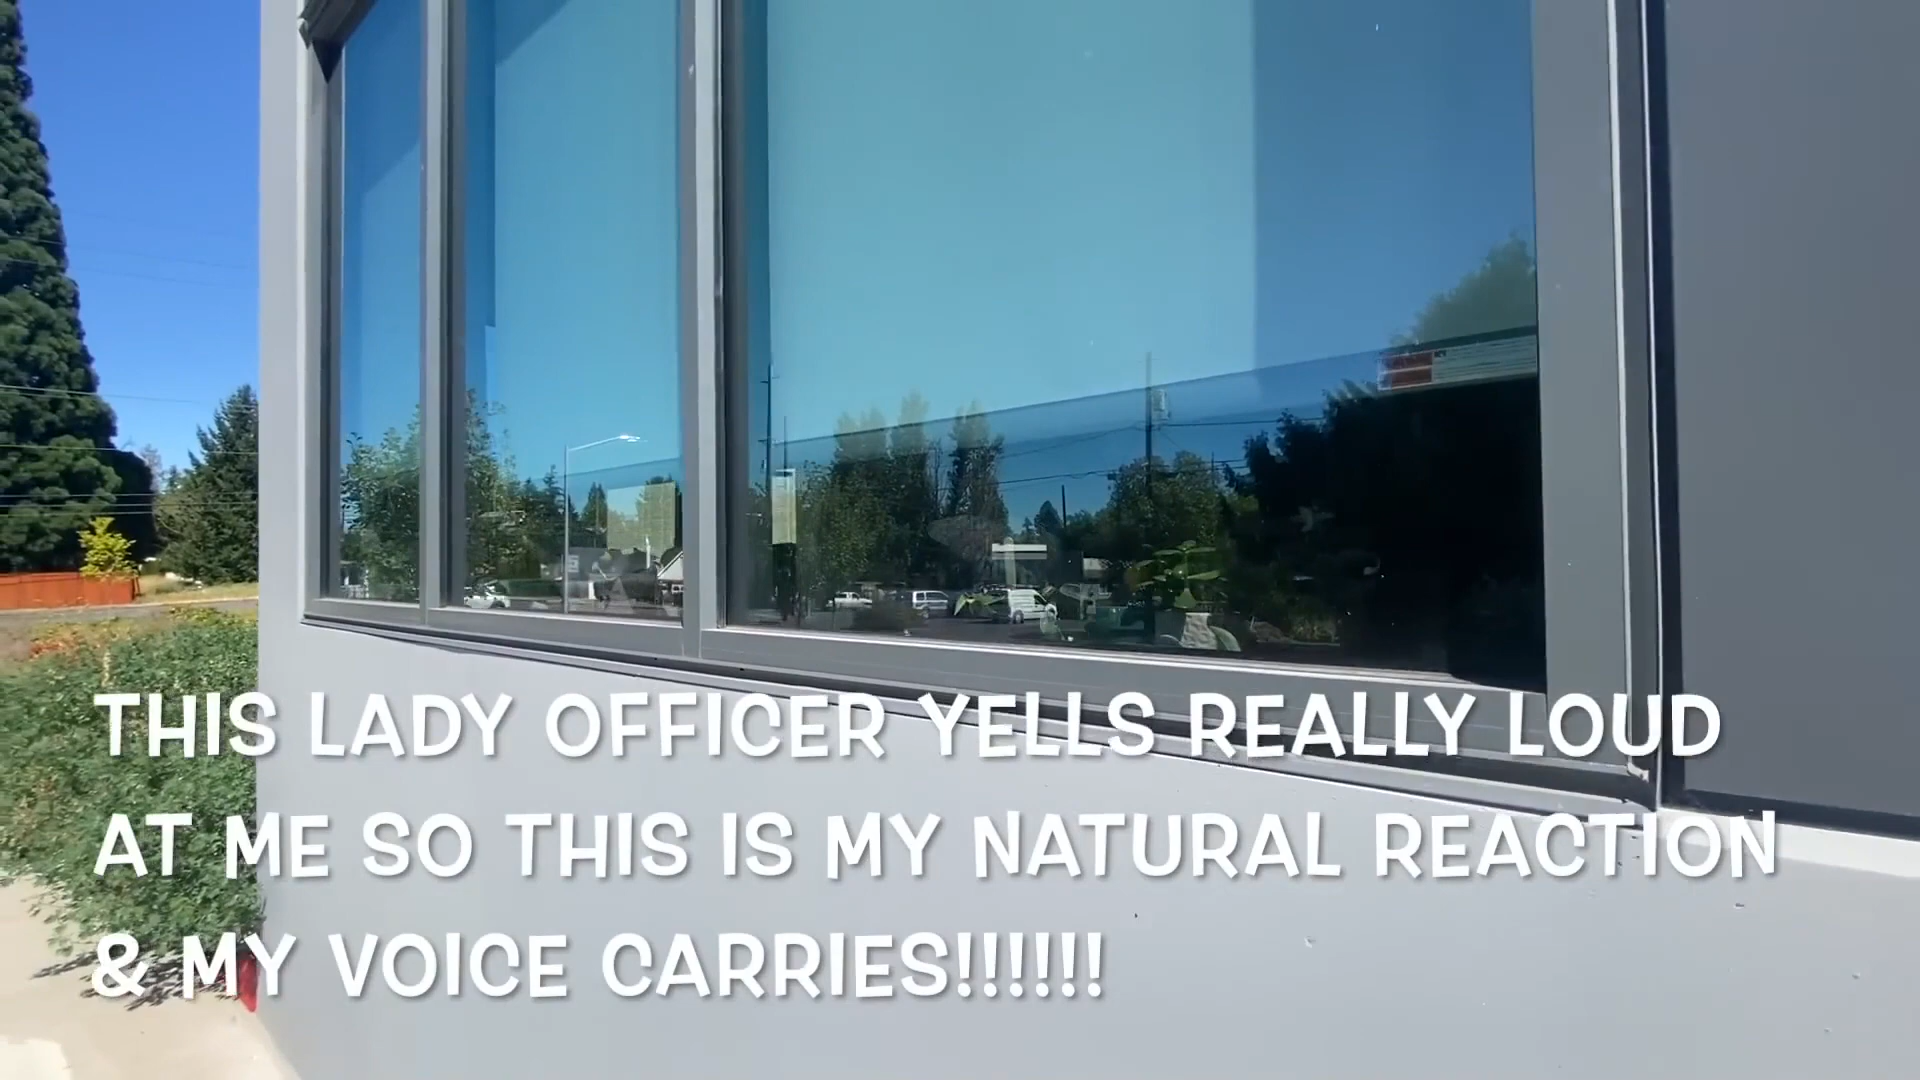 THIS LADY OFFICER YELLS REALLY LOUD
AT ME SO THIS IS MY NATURAL REACTION
& MY VOICE CARRIES!!!!!!